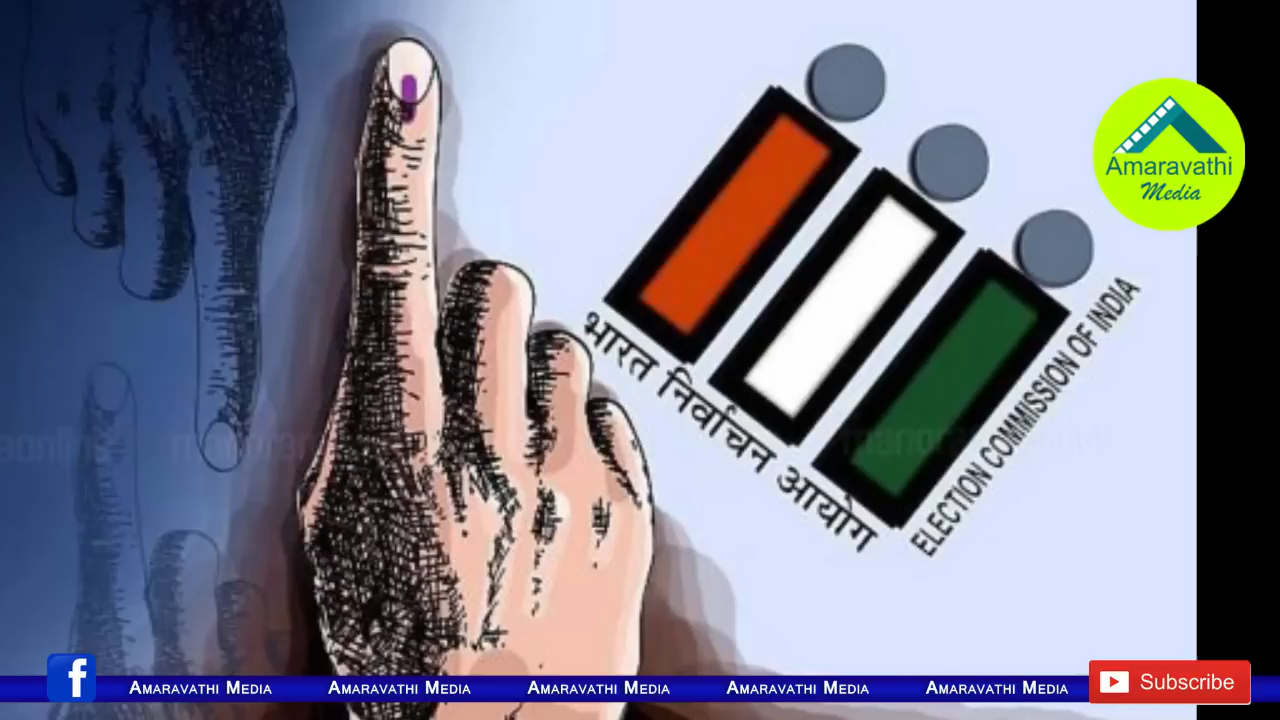 Amaravathi
Media
भारत निर्वाचन आयोग
ELECTION COMMISSION OF INDIA
f
AMARAVATHI MEDIA AMARAVATHI MEDIA AMARAVATHI MEDIA AMARAVATHI MEDIA AMARAVATHI MEDIA
Subscribe